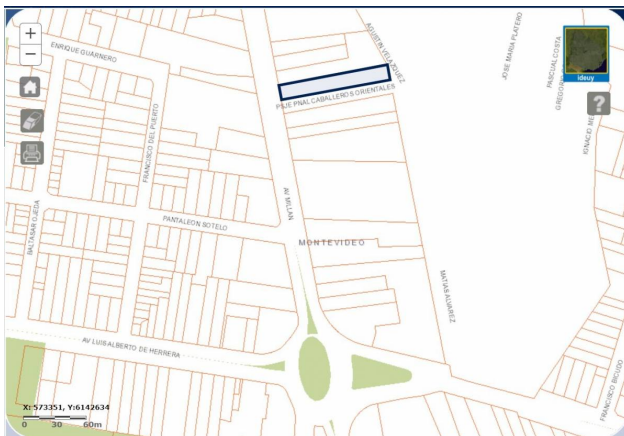 +
−
ENRIQUE GUARNERO
AGUSTIN VELAZQUEZ
JOSE MARIA PLATERO
PASCUAL COSTA
GREGORI
ideuy
?
IGNACIO ME
PSJE PNAL CABALLEROS ORIENTALES
FRANCISCO DEL PUERTO
AV MILLAN
BALTASAR OJEDA
PANTALEON SOTELO
MONTEVIDEO
MATIAS ALVAREZ
AV LUIS ALBERTO DE HERRERA
FRANCISCO BICUDO
X: 573351, Y:6142634
0 30 60m